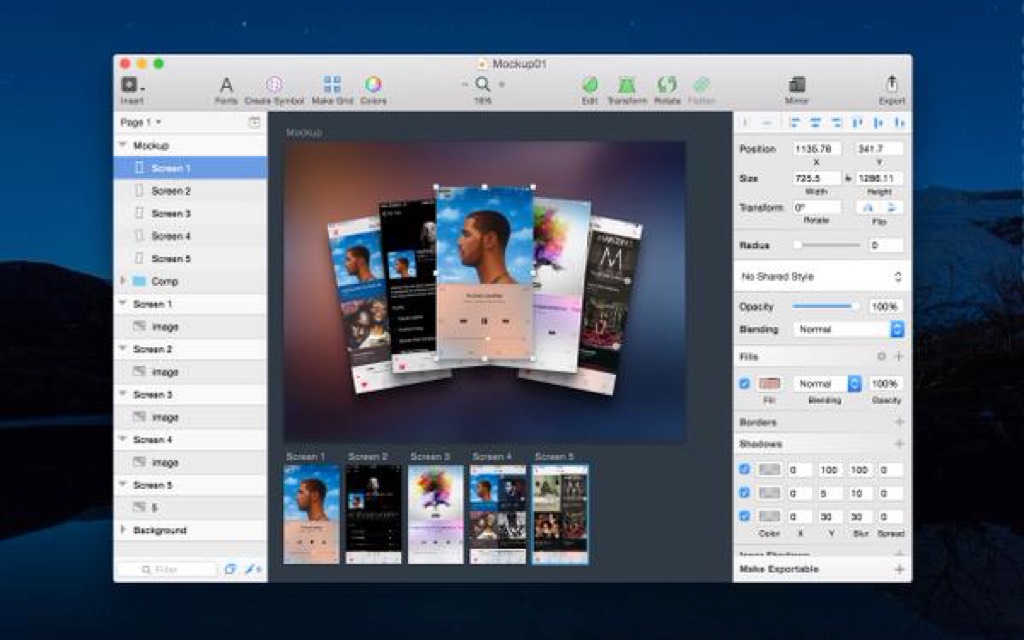 Mockup01
Insert
Fonts Create Symbol Make Grid Colors
Edit Transform Rotate Flatten
Mirror
Export
Page 1
Mockup
Screen 1
Screen 2
Screen 3
Screen 4
Screen 5
Comp
Screen 1
image
Screen 2
image
Screen 3
image
Screen 4
image
Screen 5
5
Background
Filter
Mockup
Screen 1 Screen 2 Screen 3 Screen 4 Screen 5
Position 1135.78 341.7
X Y
Size 725.5 1286.11
Width Height
Transform 0°
Rotate Flip
Radius 0
No Shared Style
Opacity 100%
Blending Normal
Fills
Normal 100%
Fill Blending Opacity
Borders
Shadows
0 100 100 0
0 5 10 0
0 30 30 0
Color X Y Blur Spread
Inner Shadows
Make Exportable